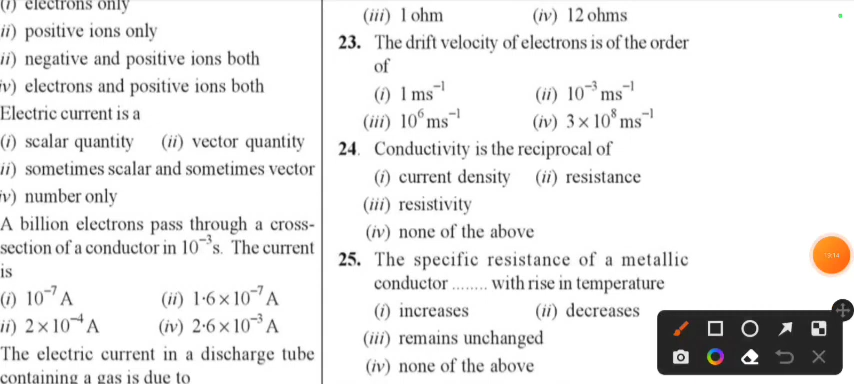 (i) electrons only
ii) positive ions only
ii) negative and positive ions both
iv) electrons and positive ions both
Electric current is a
(i) scalar quantity (ii) vector quantity
ii) sometimes scalar and sometimes vector
iv) number only
A billion electrons pass through a cross-
section of a conductor in 10⁻³s. The current
is
(i) 10⁻⁷ A (ii) 1·6 × 10⁻⁷ A
ii) 2 × 10⁻⁴ A (iv) 2·6 × 10⁻³ A
The electric current in a discharge tube
containing a gas is due to
(iii) 1 ohm (iv) 12 ohms
23. The drift velocity of electrons is of the order
of
(i) 1 ms⁻¹ (ii) 10⁻³ ms⁻¹
(iii) 10⁶ ms⁻¹ (iv) 3 × 10⁸ ms⁻¹
24. Conductivity is the reciprocal of
(i) current density (ii) resistance
(iii) resistivity
(iv) none of the above
25. The specific resistance of a metallic
conductor ........ with rise in temperature
(i) increases (ii) decreases
(iii) remains unchanged
(iv) none of the above